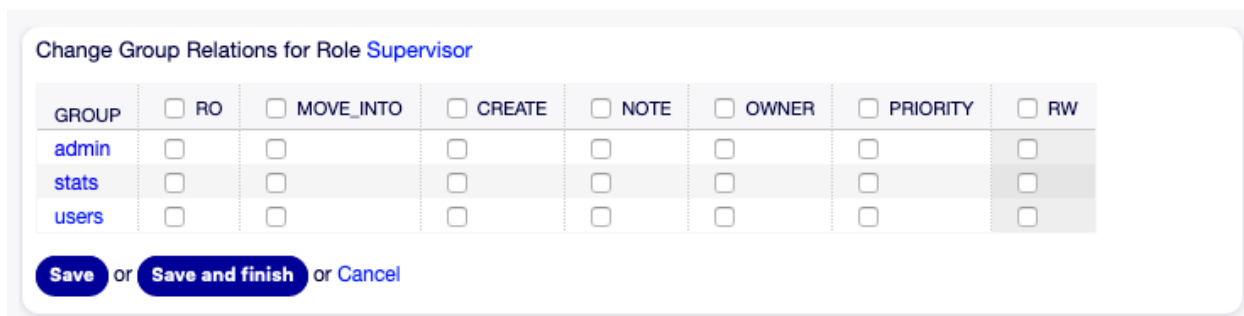 Change Group Relations for Role Supervisor
GROUP RO MOVE_INTO CREATE NOTE OWNER PRIORITY RW
admin
stats
users
Save or Save and finish or Cancel